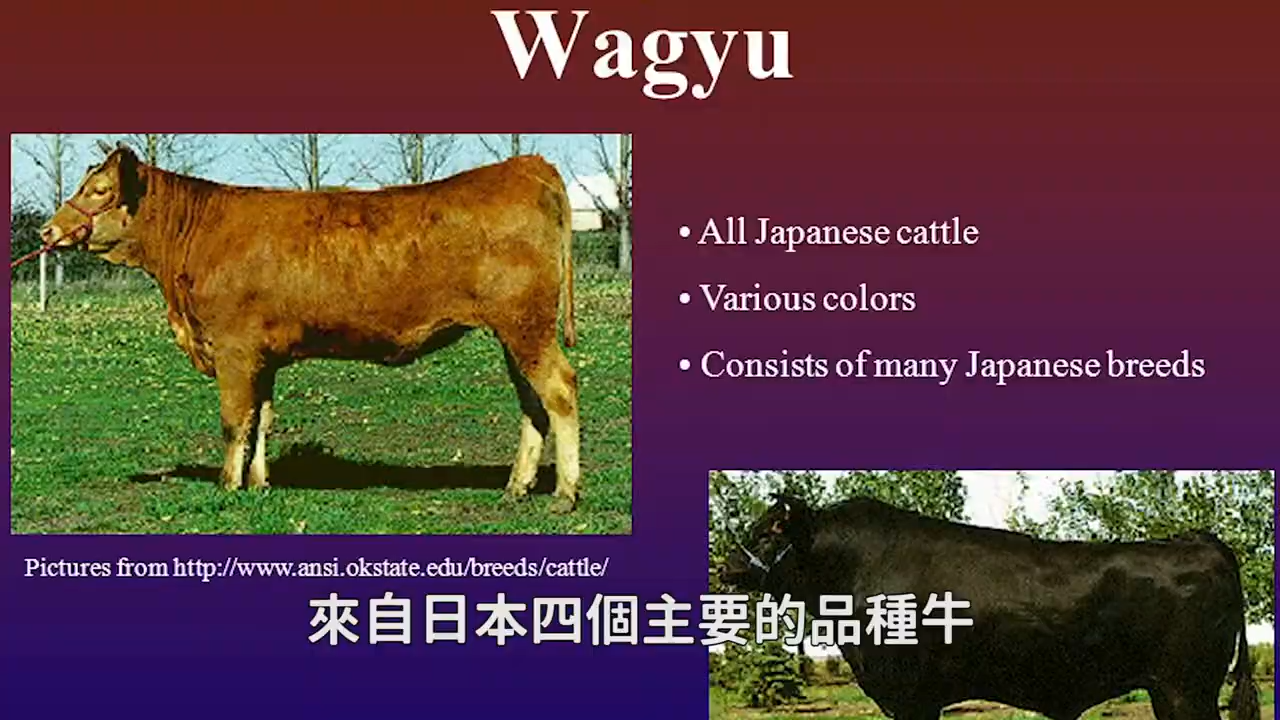 Wagyu
• All Japanese cattle
• Various colors
• Consists of many Japanese breeds
Pictures from http://www.ansi.okstate.edu/breeds/cattle/
來自日本四個主要的品種牛